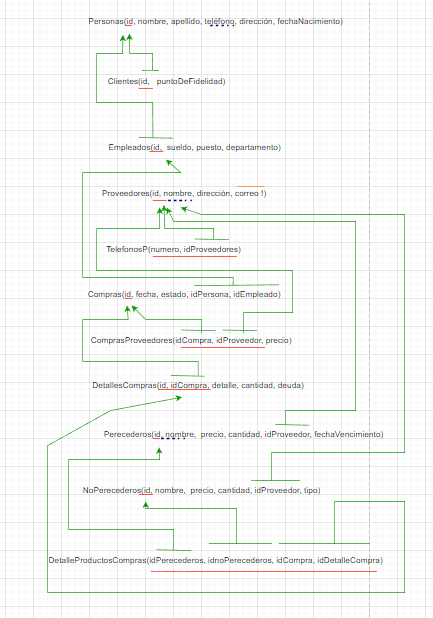 Personas(id, nombre, apellido, teléfono, dirección, fechaNacimiento)
Clientes(id, puntoDeFidelidad)
Empleados(id, sueldo, puesto, departamento)
Proveedores(id, nombre, dirección, correo !)
TelefonosP(numero, idProveedores)
Compras(id, fecha, estado, idPersona, idEmpleado)
ComprasProveedores(idCompra, idProveedor, precio)
DetallesCompras(id, idCompra, detalle, cantidad, deuda)
Perecederos(id, nombre, precio, cantidad, idProveedor, fechaVencimiento)
NoPerecederos(id, nombre, precio, cantidad, idProveedor, tipo)
DetalleProductosCompras(idPerecederos, idnoPerecederos, idCompra, idDetalleCompra)